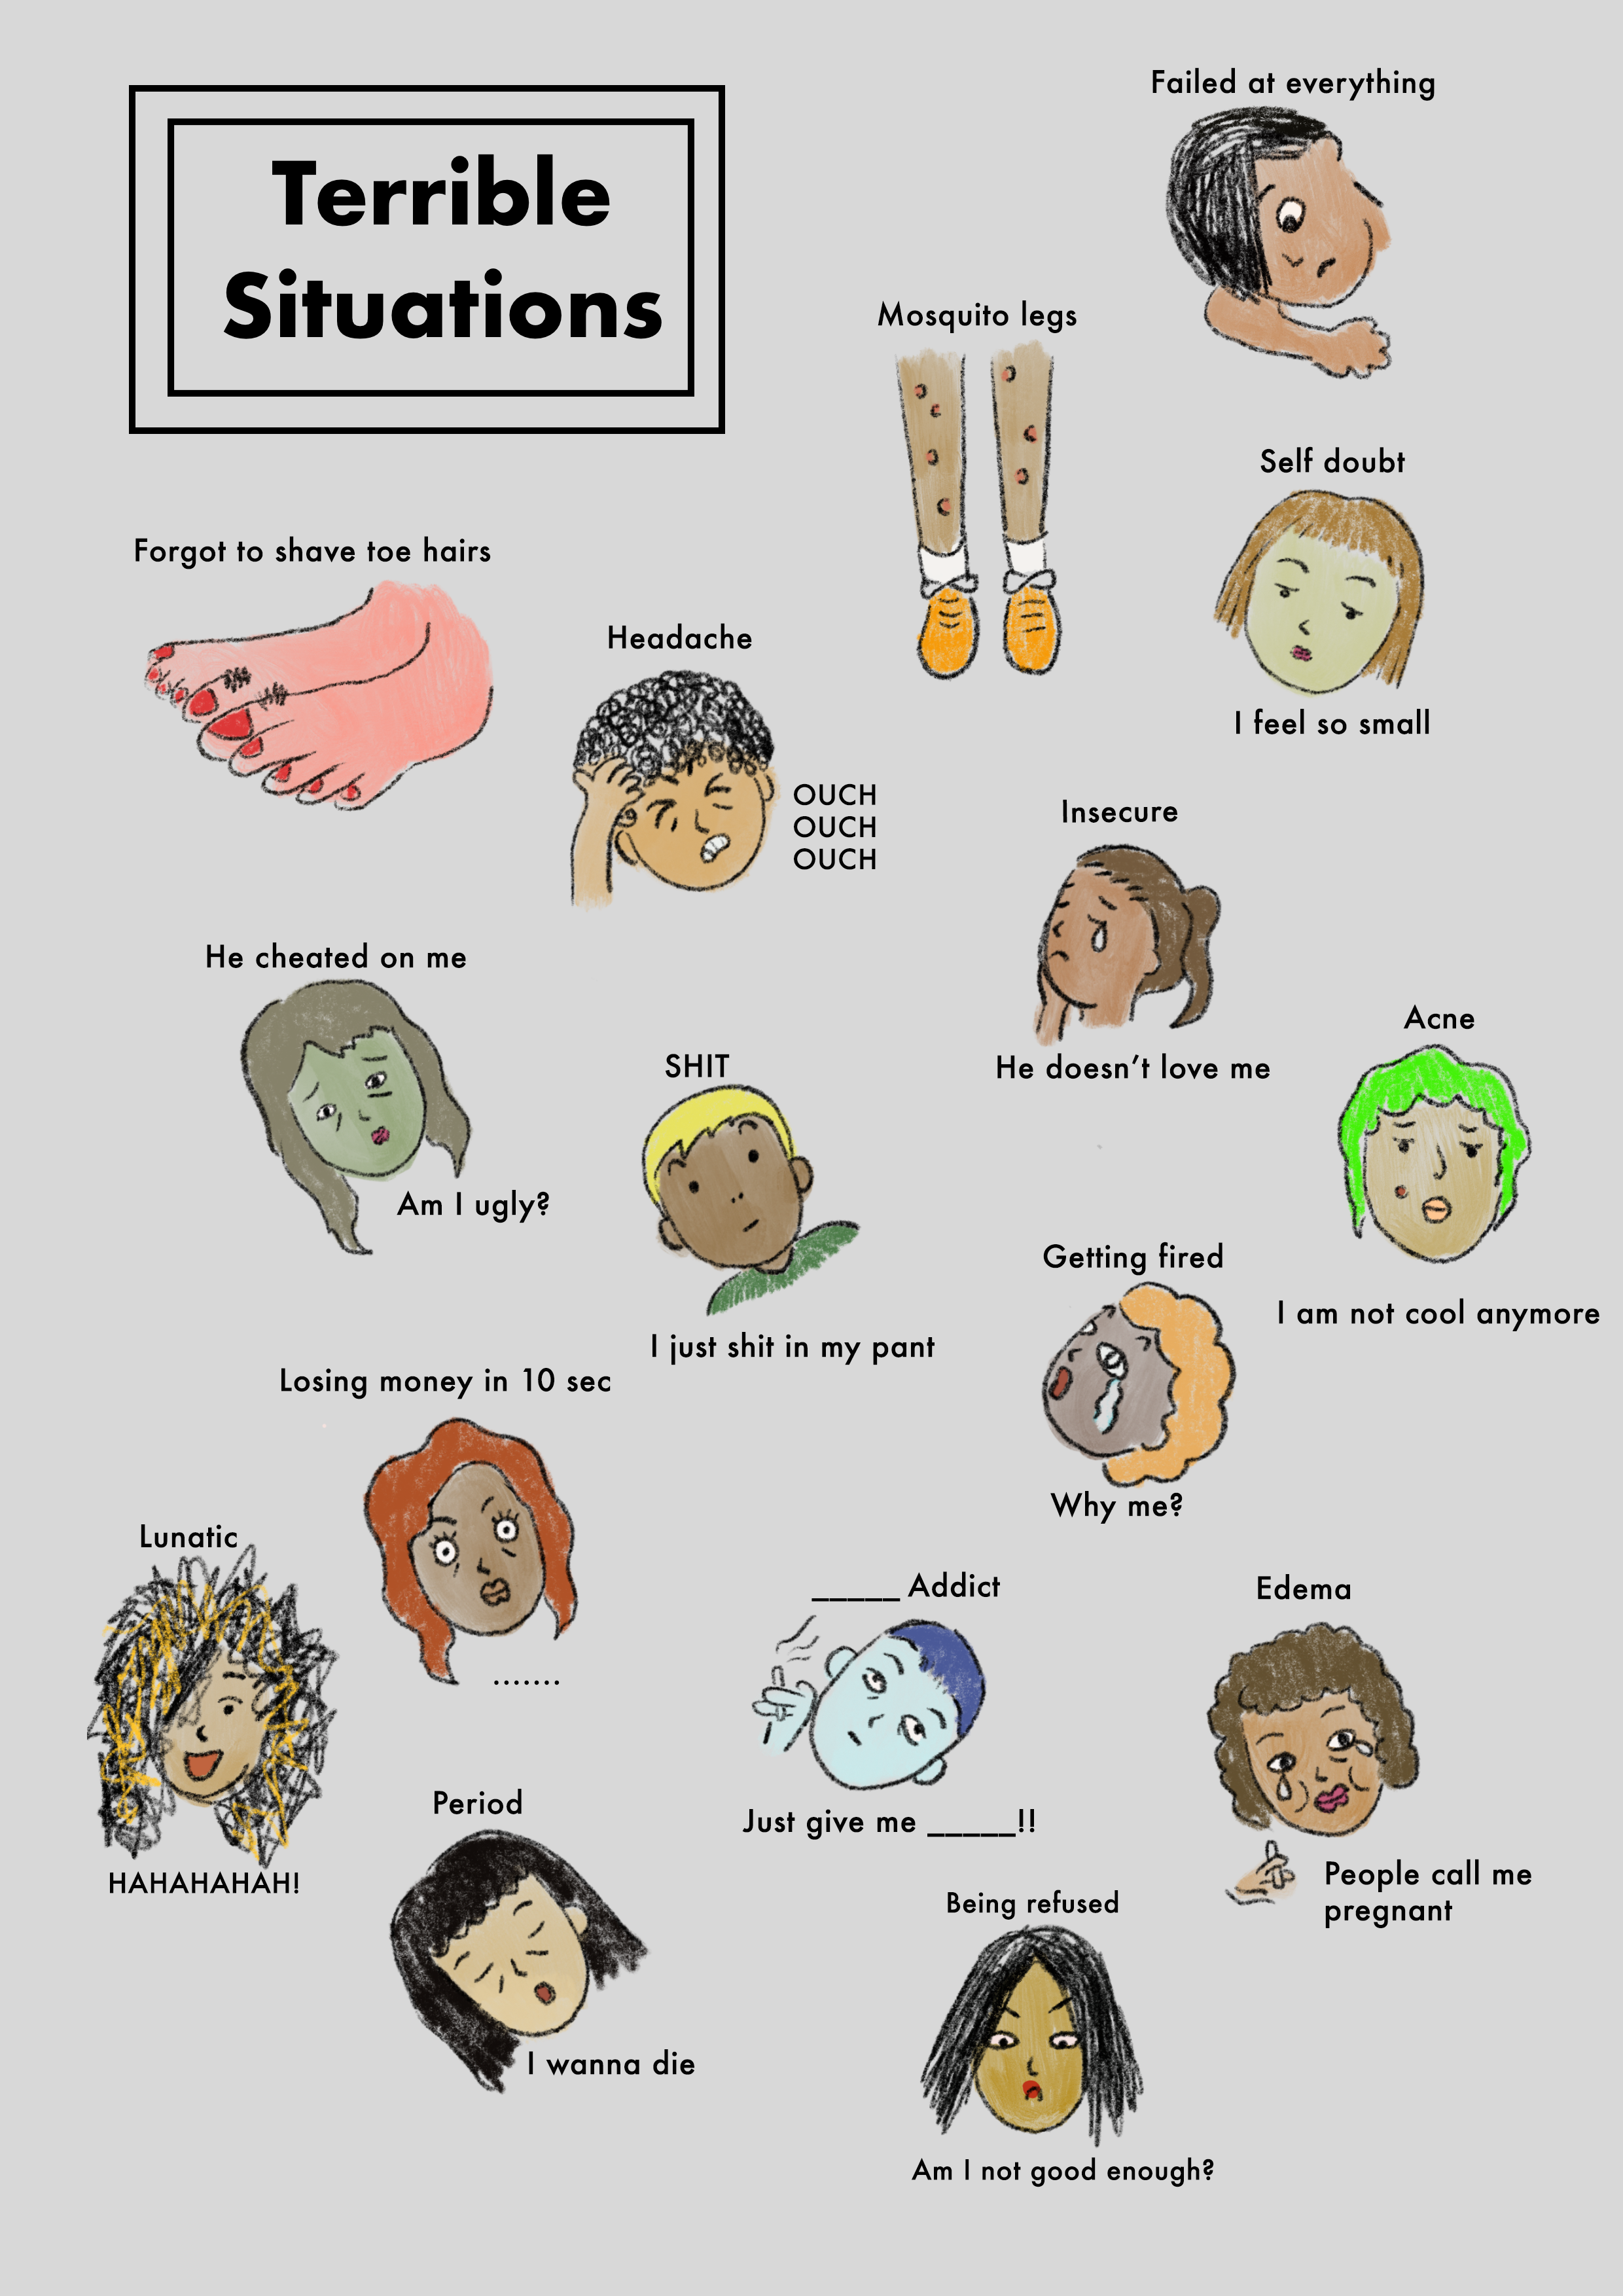 Terrible
Situations
Failed at everything
Mosquito legs
Self doubt
I feel so small
Forgot to shave toe hairs
Headache
OUCH
OUCH
OUCH
Insecure
He doesn't love me
He cheated on me
Am I ugly?
SHIT
I just shit in my pant
Acne
I am not cool anymore
Getting fired
Why me?
Losing money in 10 sec
.......
Lunatic
HAHAHAHAH!
_____ Addict
Just give me _____!!
Edema
People call me
pregnant
Period
I wanna die
Being refused
Am I not good enough?